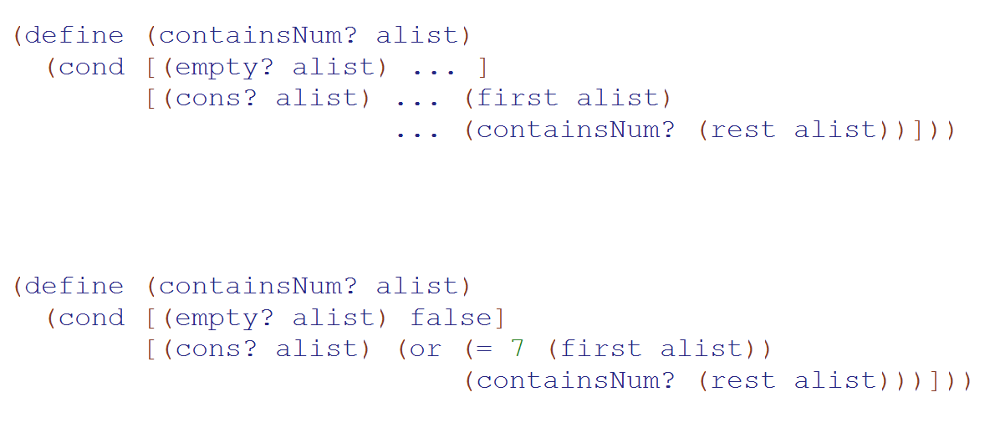 (define (containsNum? alist)
(cond [(empty? alist) ... ]
[(cons? alist) ... (first alist)
... (containsNum? (rest alist))]))
(define (containsNum? alist)
(cond [(empty? alist) false]
[(cons? alist) (or (= 7 (first alist))
(containsNum? (rest alist)))]))